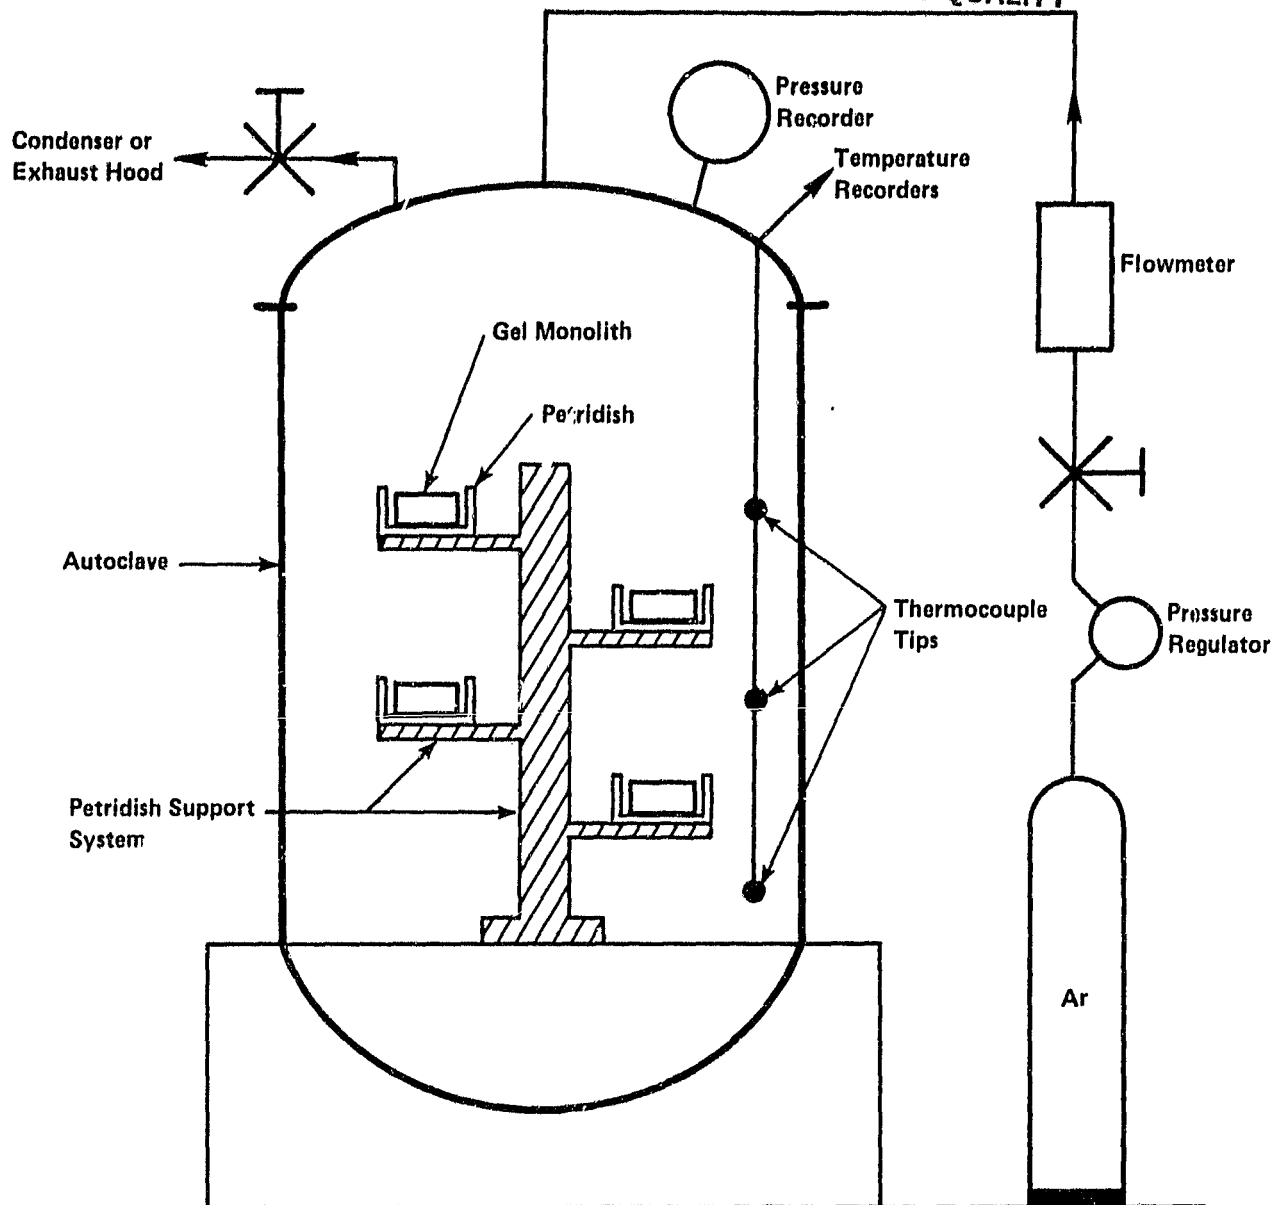 QUALITY
Pressure
Recorder
Condenser or
Exhaust Hood
Temperature
Recorders
Flowmeter
Gel Monolith
Petridish
Autoclave
Thermocouple
Tips
Pressure
Regulator
Petridish Support
System
Ar